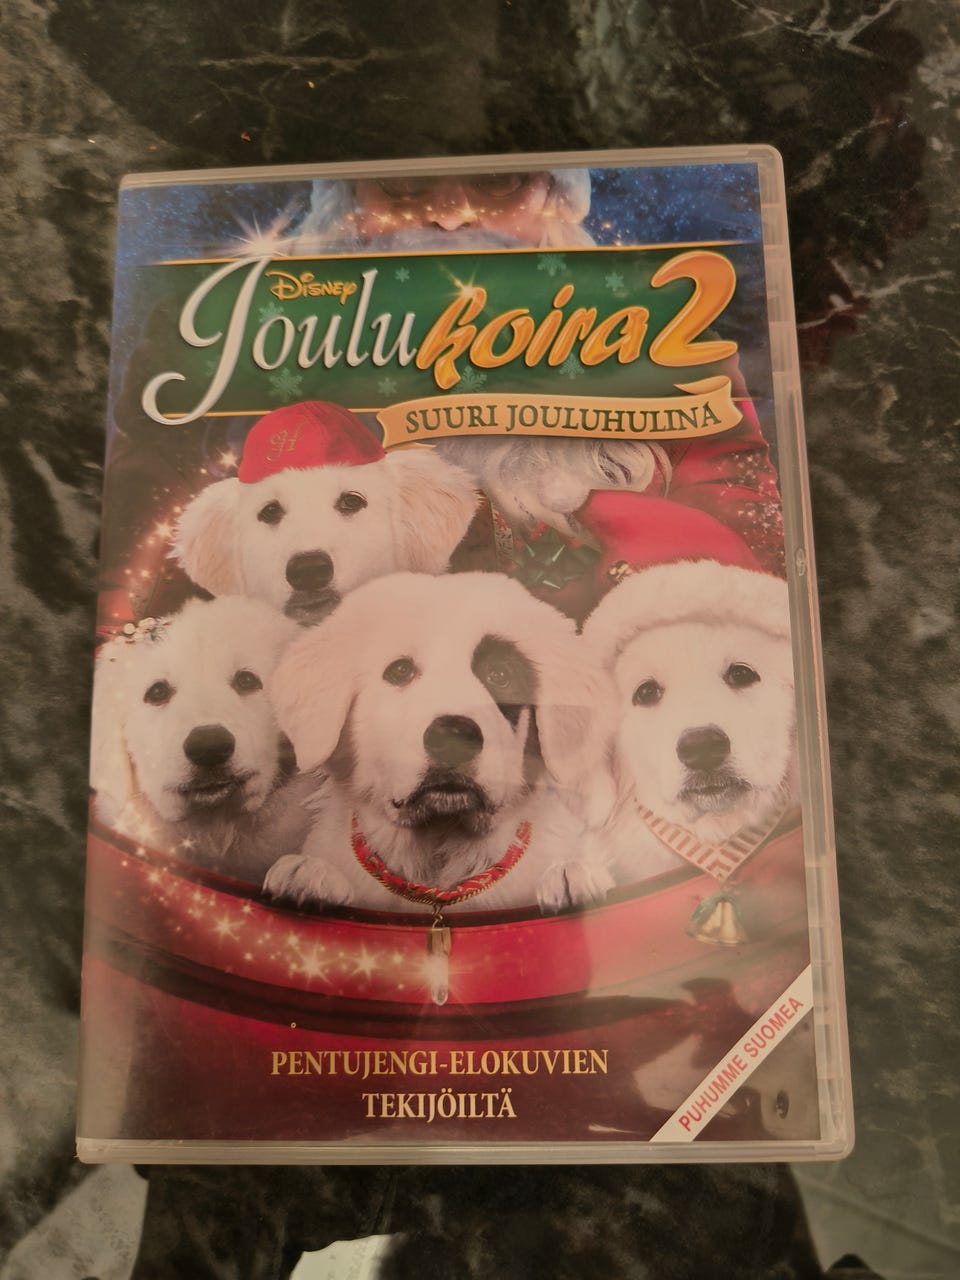 Disney
Joulukoira 2
SUURI JOULUHULINA
PENTUJENGI-ELOKUVIEN
TEKIJÖILTÄ
PUHUMME SUOMEA